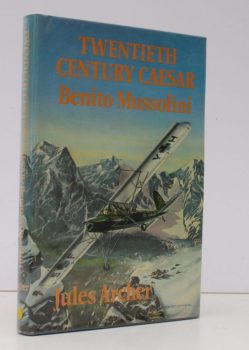 TWENTIETH
CENTURY CAESAR
Benito Mussolini
Jules Archer